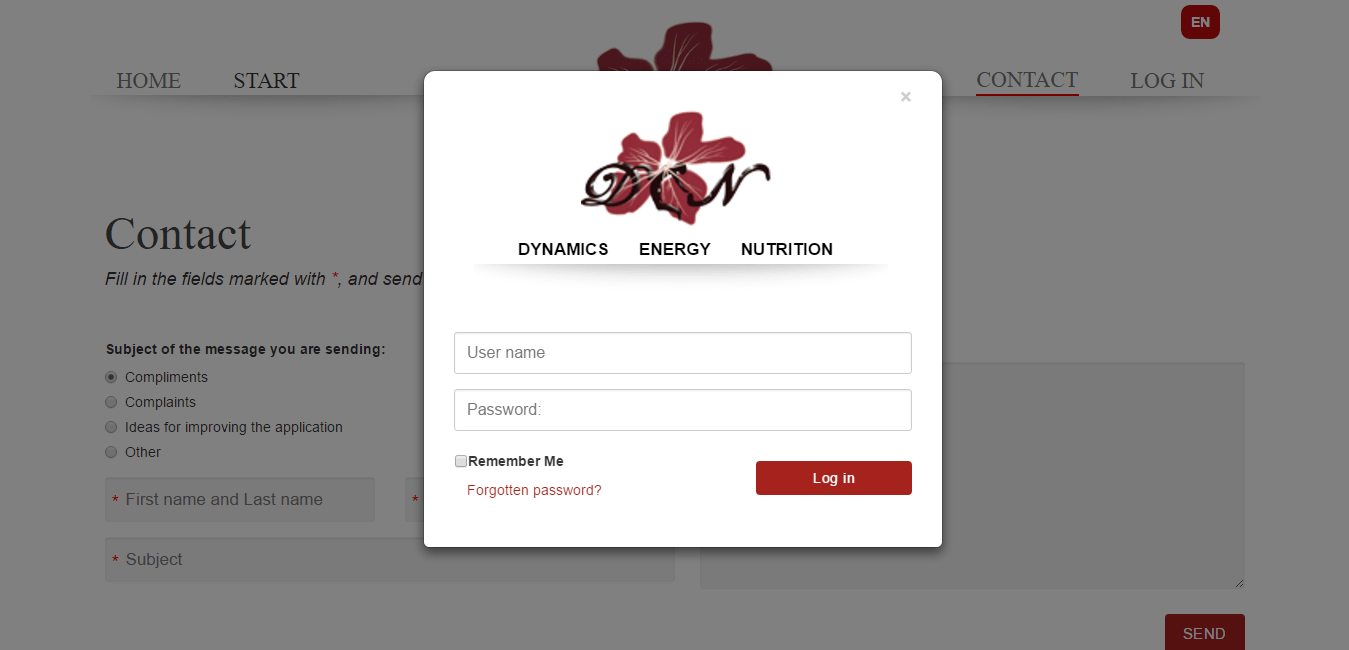 EN
HOME
START
CONTACT
LOG IN
×
DEN
DYNAMICS ENERGY NUTRITION
Contact
Fill in the fields marked with *, and send
Subject of the message you are sending:
Compliments
Complaints
Ideas for improving the application
Other
* First name and Last name
*
* Subject
User name
Password:
Remember Me
Forgotten password?
Log in
SEND